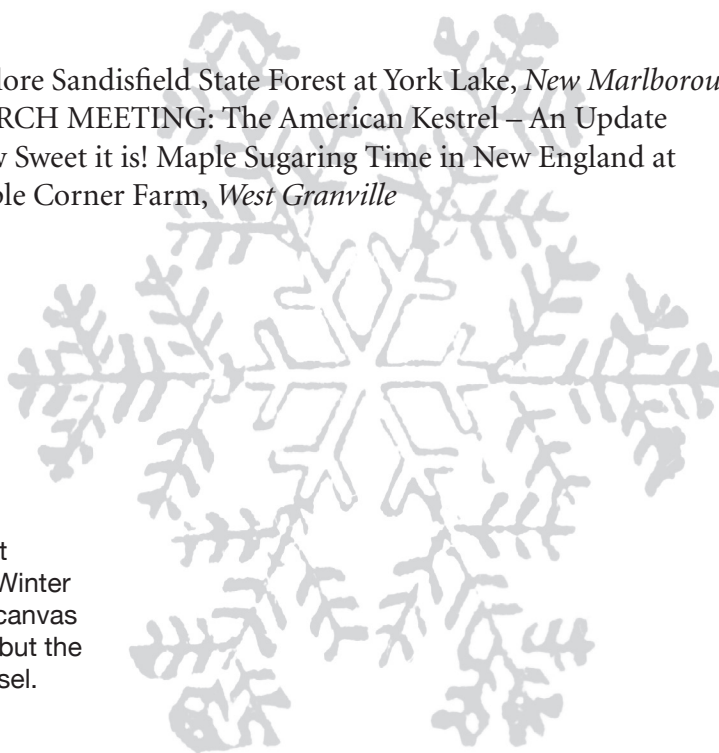 lore Sandisfield State Forest at York Lake, New Marlborou
RCH MEETING: The American Kestrel – An Update
v Sweet it is! Maple Sugaring Time in New England at
ple Corner Farm, West Granville
t
Winter
canvas
but the
sel.